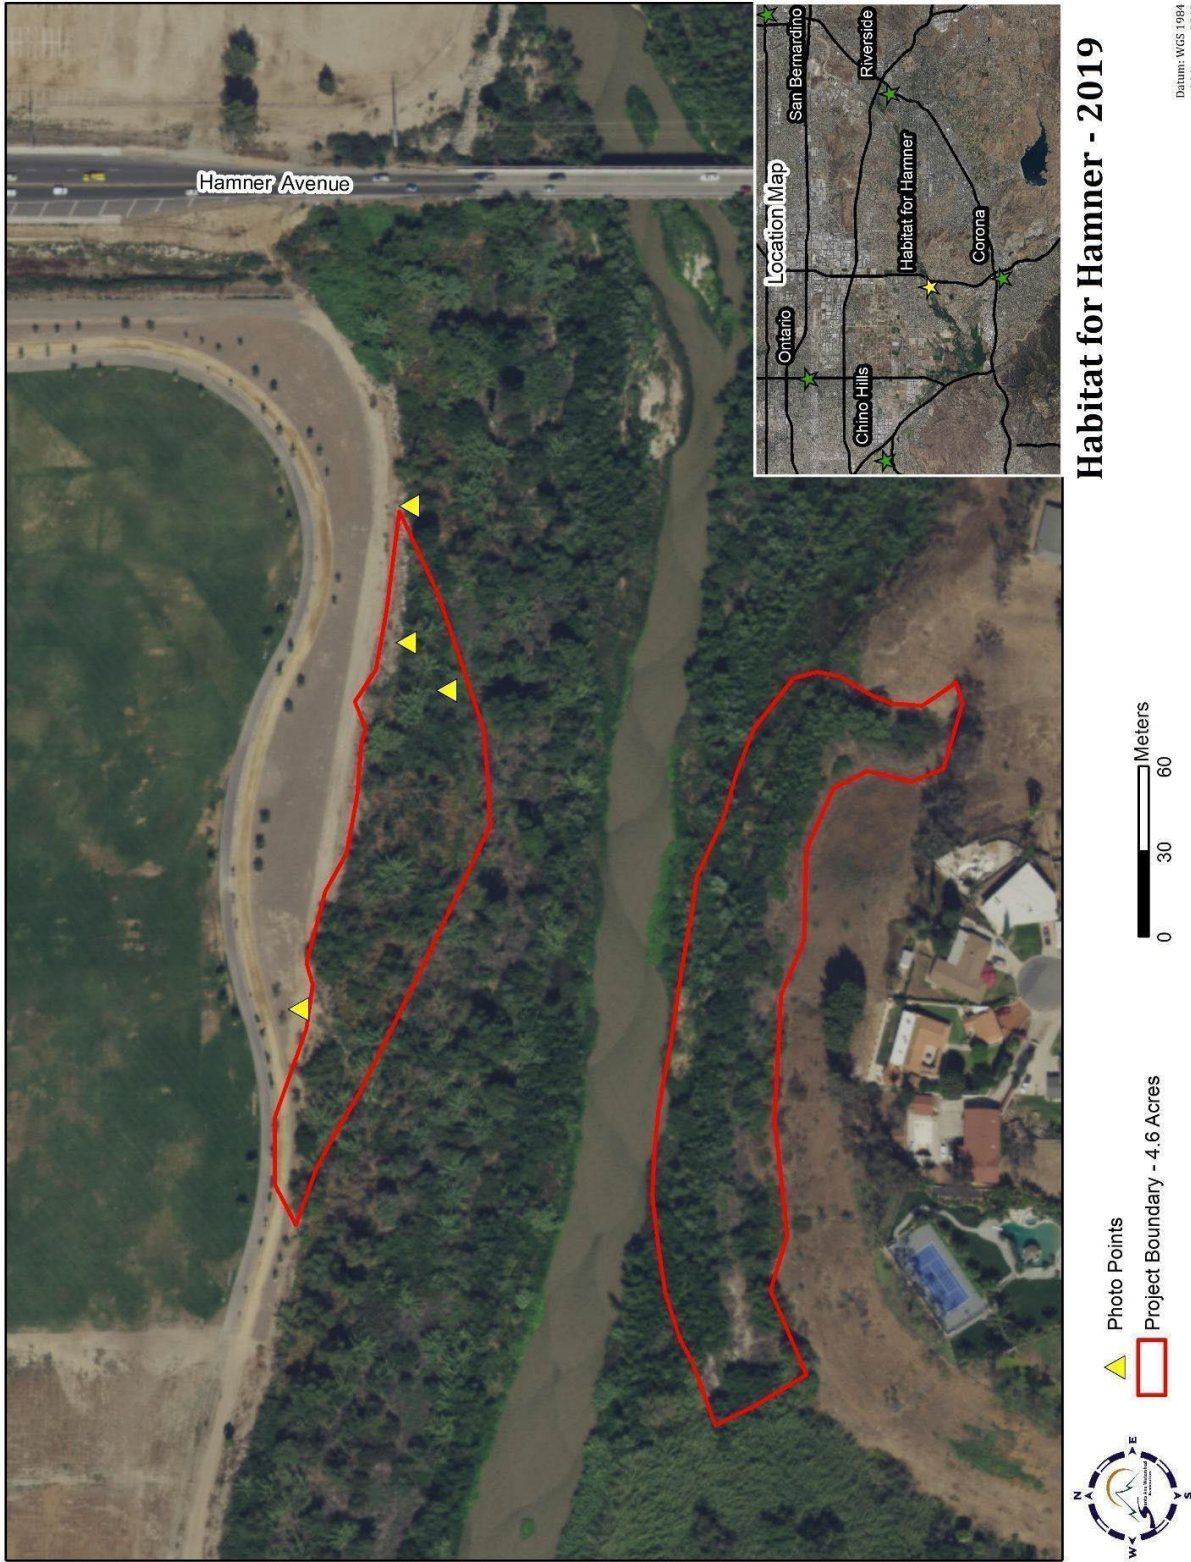 Hamner Avenue
Location Map
San Bernardino
Riverside
Ontario
Chino Hills
Habitat for Hamner
Corona
Habitat for Hamner - 2019
Datum: WGS 1984
Photo Points
Project Boundary - 4.6 Acres
0 30 60 Meters
N
W E
S